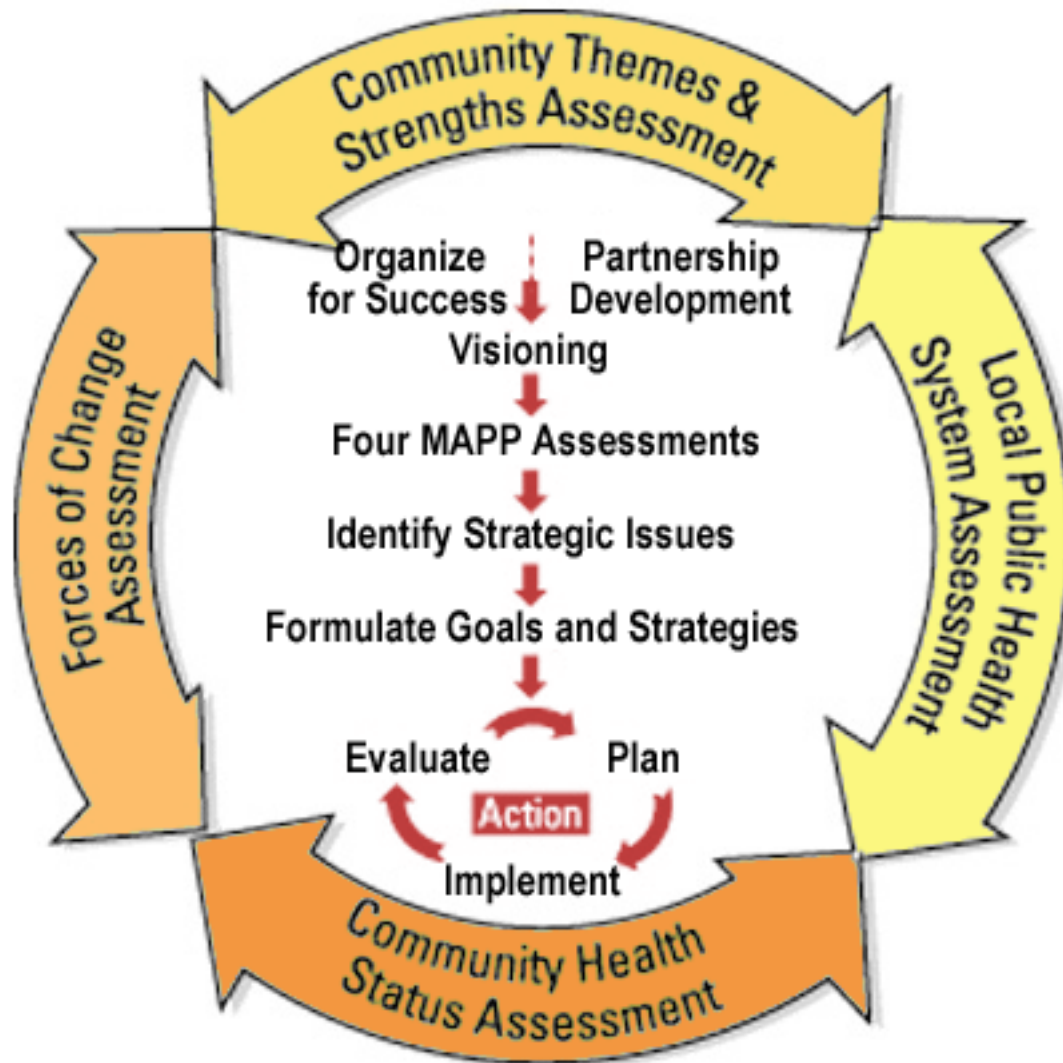 Community Themes &
Strengths Assessment
Organize
for Success
Partnership
Development
Visioning
Four MAPP Assessments
Identify Strategic Issues
Formulate Goals and Strategies
Evaluate
Plan
Action
Implement
Forces of Change
Assessment
Local Public Health
System Assessment
Community Health
Status Assessment